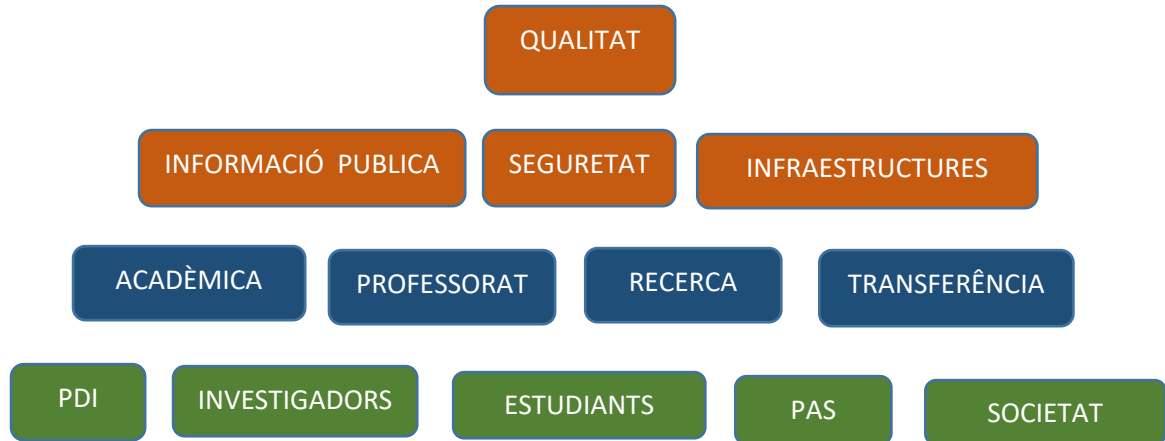 QUALITAT
INFORMACIÓ PUBLICA
SEGURETAT
INFRAESTRUCTURES
ACADÈMICA
PROFESSORAT
RECERCA
TRANSFERÊNCIA
PDI
INVESTIGADORS
ESTUDIANTS
PAS
SOCIETAT